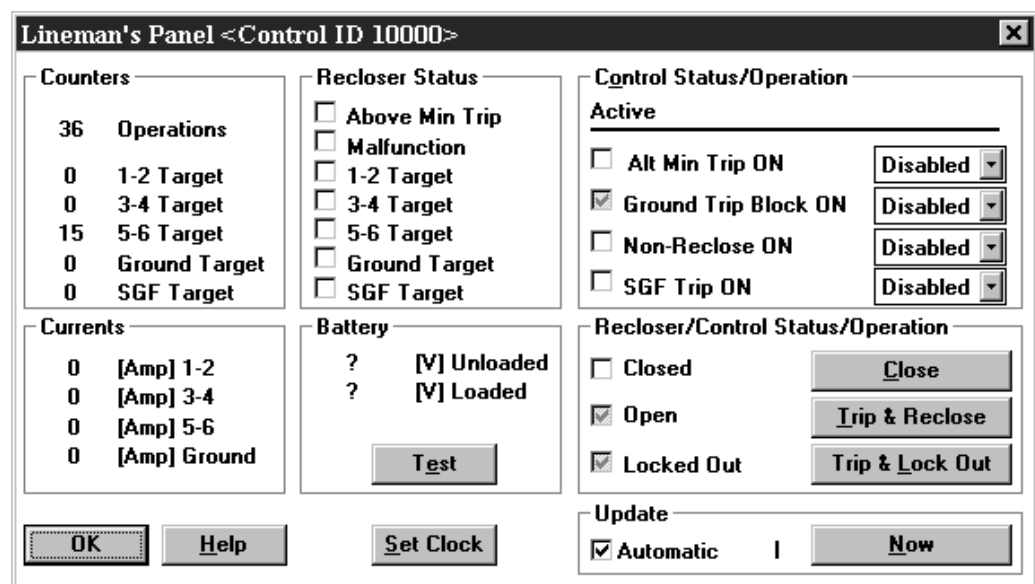 Lineman's Panel <Control ID 10000>
Counters
36 Operations
0 1-2 Target
0 3-4 Target
15 5-6 Target
0 Ground Target
0 SGF Target
Recloser Status
Above Min Trip
Malfunction
1-2 Target
3-4 Target
5-6 Target
Ground Target
SGF Target
Control Status/Operation
Active
Alt Min Trip ON Disabled
Ground Trip Block ON Disabled
Non-Reclose ON Disabled
SGF Trip ON Disabled
Currents
0 [Amp] 1-2
0 [Amp] 3-4
0 [Amp] 5-6
0 [Amp] Ground
Battery
? [V] Unloaded
? [V] Loaded
Test
Recloser/Control Status/Operation
Closed Close
Open Trip & Reclose
Locked Out Trip & Lock Out
OK Help Set Clock
Update
Automatic | Now